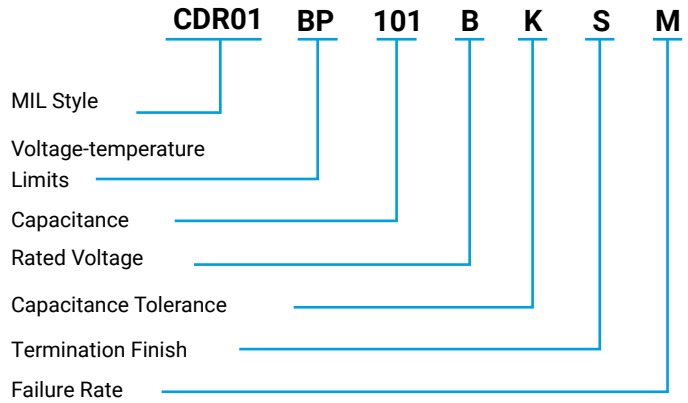 CDR01 BP 101 B K S M
MIL Style
Voltage-temperature
Limits
Capacitance
Rated Voltage
Capacitance Tolerance
Termination Finish
Failure Rate